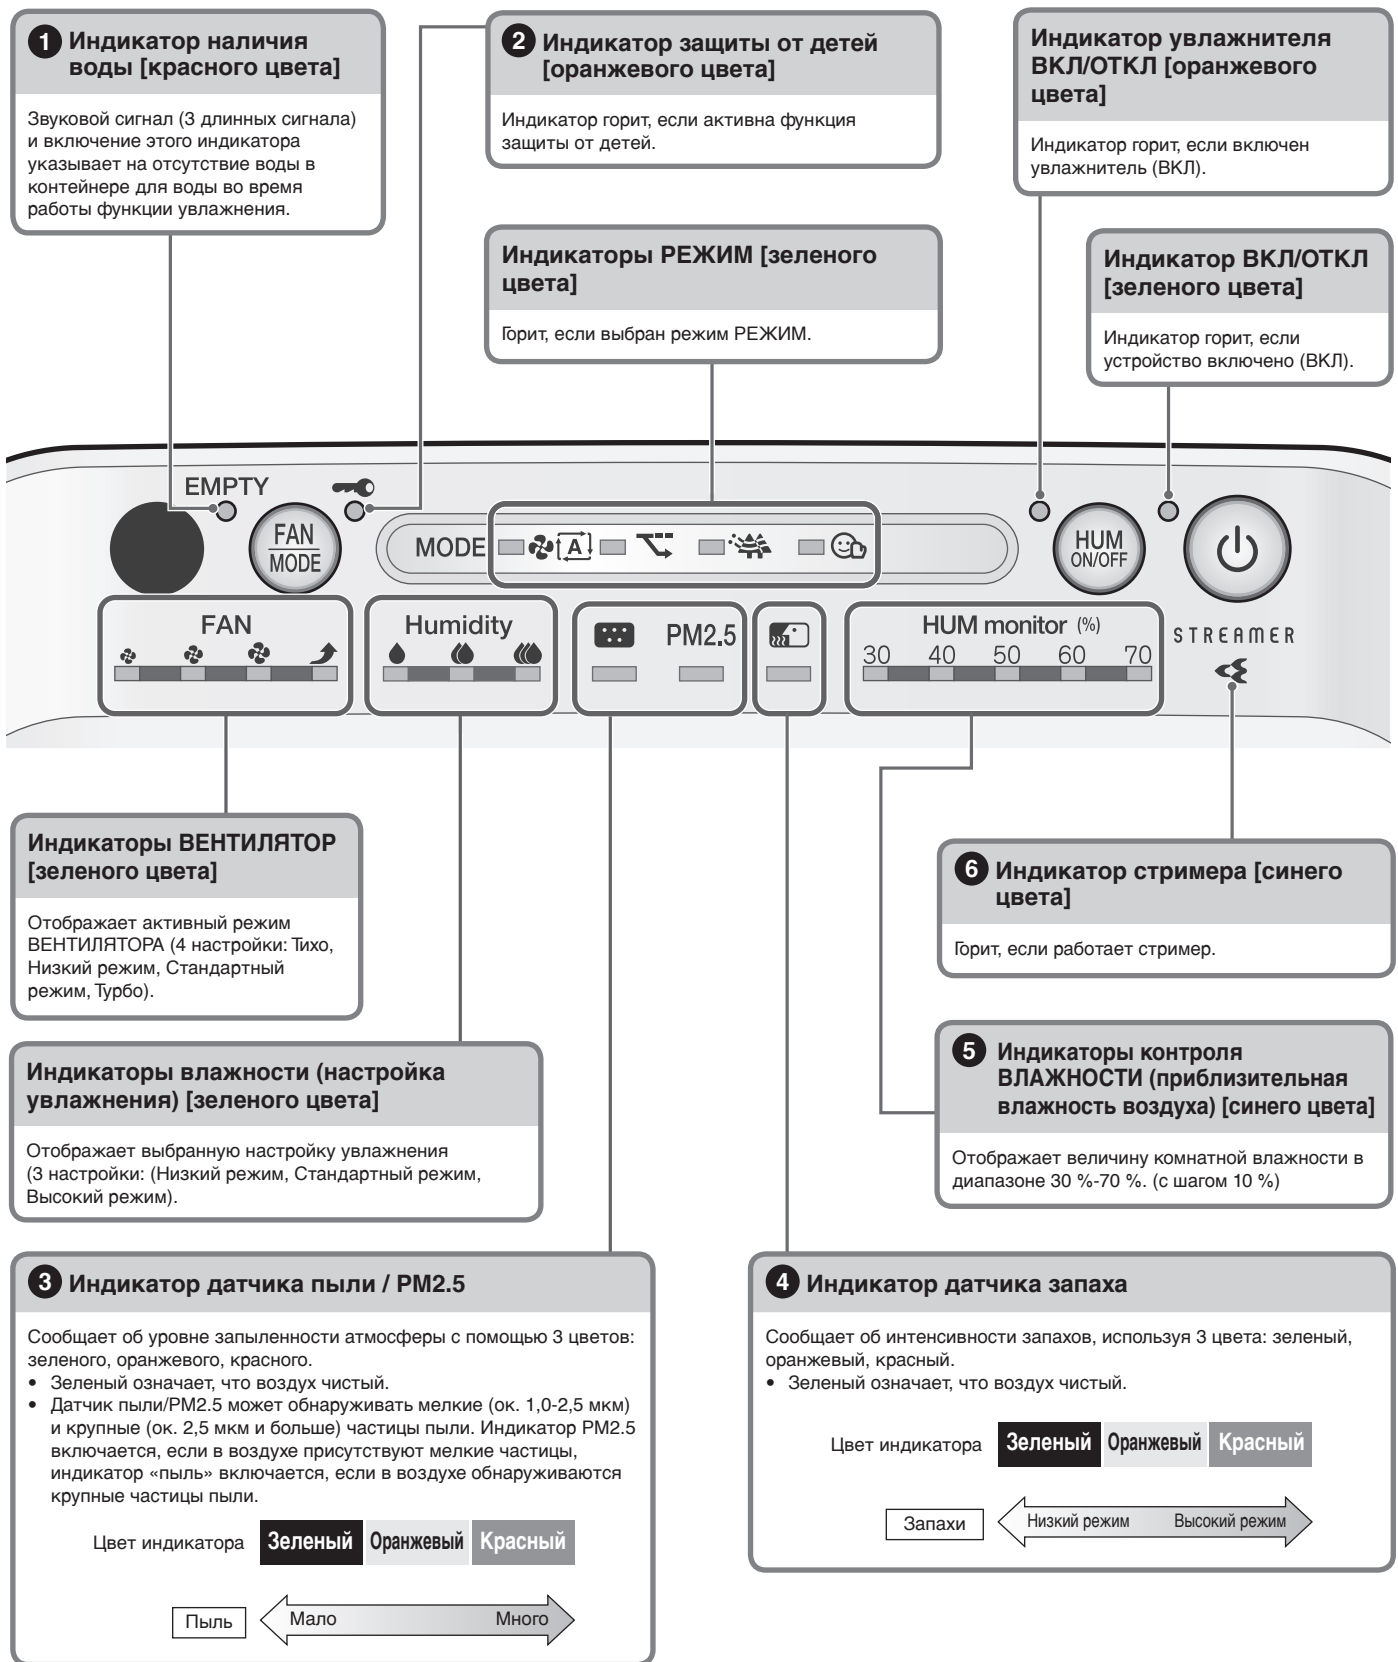 1 Индикатор наличия
воды [красного цвета]
Звуковой сигнал (3 длинных сигнала)
и включение этого индикатора
указывает на отсутствие воды в
контейнере для воды во время
работы функции увлажнения.
2 Индикатор защиты от детей
[оранжевого цвета]
Индикатор горит, если активна функция
защиты от детей.
Индикатор увлажнителя
ВКЛ/ОТКЛ [оранжевого
цвета]
Индикатор горит, если включен
увлажнитель (ВКЛ).
Индикаторы РЕЖИМ [зеленого
цвета]
Горит, если выбран режим РЕЖИМ.
Индикатор ВКЛ/ОТКЛ
[зеленого цвета]
Индикатор горит, если
устройство включено (ВКЛ).
EMPTY
FAN
MODE
MODE
A
HUM
ON/OFF
FAN
Humidity
PM2.5
HUM monitor (%)
30 40 50 60 70
STREAMER
Индикаторы ВЕНТИЛЯТОР
[зеленого цвета]
Отображает активный режим
ВЕНТИЛЯТОРА (4 настройки: Тихо,
Низкий режим, Стандартный
режим, Турбо).
6 Индикатор стримера [синего
цвета]
Горит, если работает стример.
Индикаторы влажности (настройка
увлажнения) [зеленого цвета]
Отображает выбранную настройку увлажнения
(3 настройки: (Низкий режим, Стандартный режим,
Высокий режим).
5 Индикаторы контроля
ВЛАЖНОСТИ (приблизительная
влажность воздуха) [синего цвета]
Отображает величину комнатной влажности в
диапазоне 30 %-70 %. (с шагом 10 %)
3 Индикатор датчика пыли / PM2.5
Сообщает об уровне запыленности атмосферы с помощью 3 цветов:
зеленого, оранжевого, красного.
• Зеленый означает, что воздух чистый.
• Датчик пыли/PM2.5 может обнаруживать мелкие (ок. 1,0-2,5 мкм)
и крупные (ок. 2,5 мкм и больше) частицы пыли. Индикатор PM2.5
включается, если в воздухе присутствуют мелкие частицы,
индикатор «пыль» включается, если в воздухе обнаруживаются
крупные частицы пыли.
Цвет индикатора Зеленый Оранжевый Красный
Пыль Мало Много
4 Индикатор датчика запаха
Сообщает об интенсивности запахов, используя 3 цвета: зеленый,
оранжевый, красный.
• Зеленый означает, что воздух чистый.
Цвет индикатора Зеленый Оранжевый Красный
Запахи Низкий режим Высокий режим